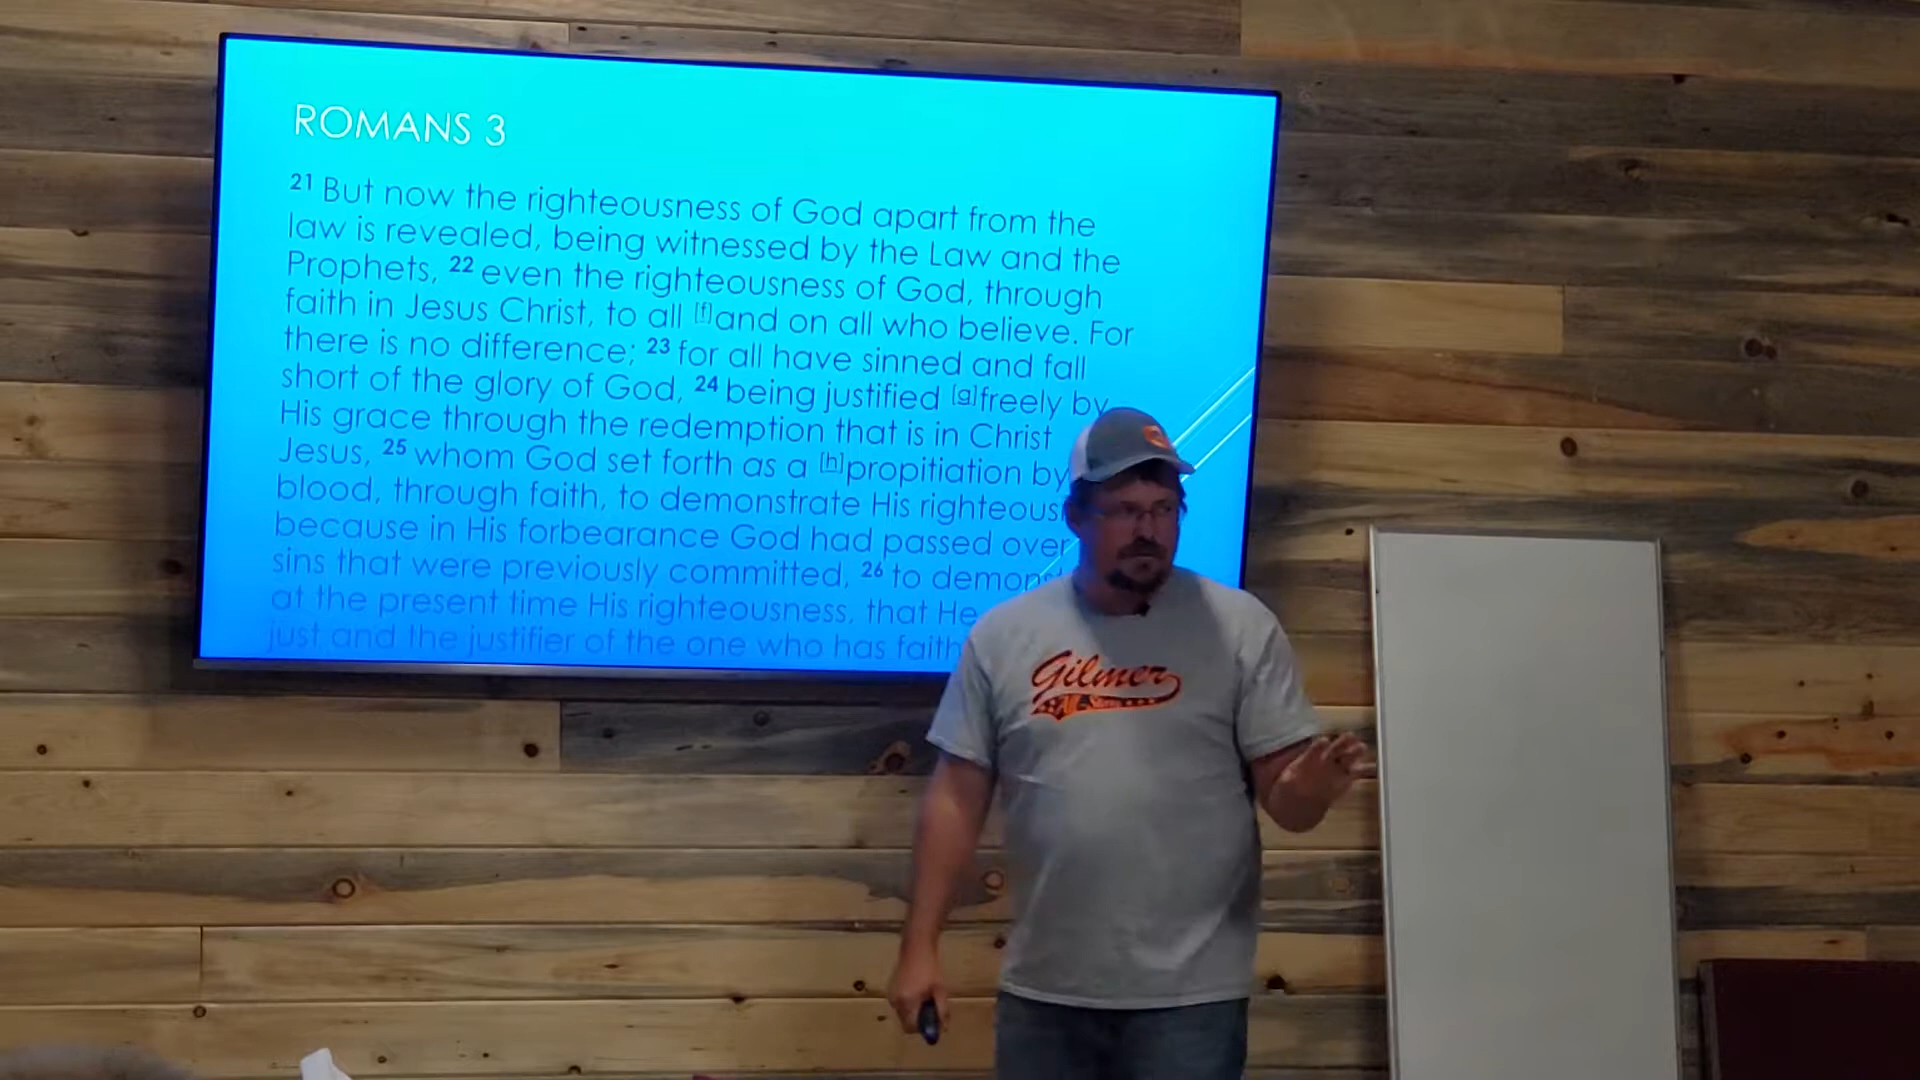 ROMANS 3
21 But now the righteousness of God apart from the
law is revealed, being witnessed by the Law and the
Prophets, 22 even the righteousness of God, through
faith in Jesus Christ, to all [f]and on all who believe. For
there is no difference; 23 for all have sinned and fall
short of the glory of God, 24 being justified [g]freely by
His grace through the redemption that is in Christ
Jesus, 25 whom God set forth as a [h]propitiation by
blood, through faith, to demonstrate His righteous
because in His forbearance God had passed over
sins that were previously committed, 26 to demons
at the present time His righteousness, that He
just and the justifier of the one who has faith
Gilmer